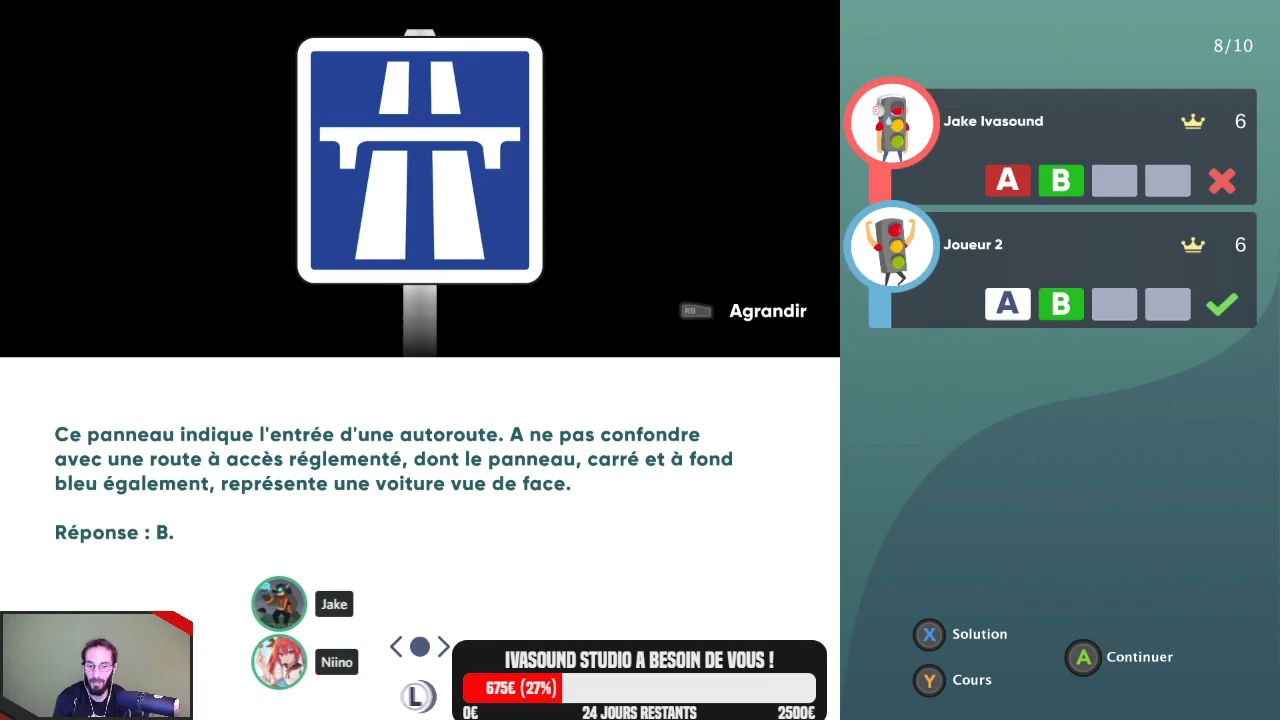 8/10
Jake Ivasound
6
A B
Joueur 2
6
A B
RB Agrandir
Ce panneau indique l'entrée d'une autoroute. A ne pas confondre
avec une route à accès réglementé, dont le panneau, carré et à fond
bleu également, représente une voiture vue de face.
Réponse : B.
Jake
Niino
L
IVASOUND STUDIO A BESOIN DE VOUS !
675€ (27%)
0€ 24 JOURS RESTANTS 2500€
X Solution
Y Cours
A Continuer